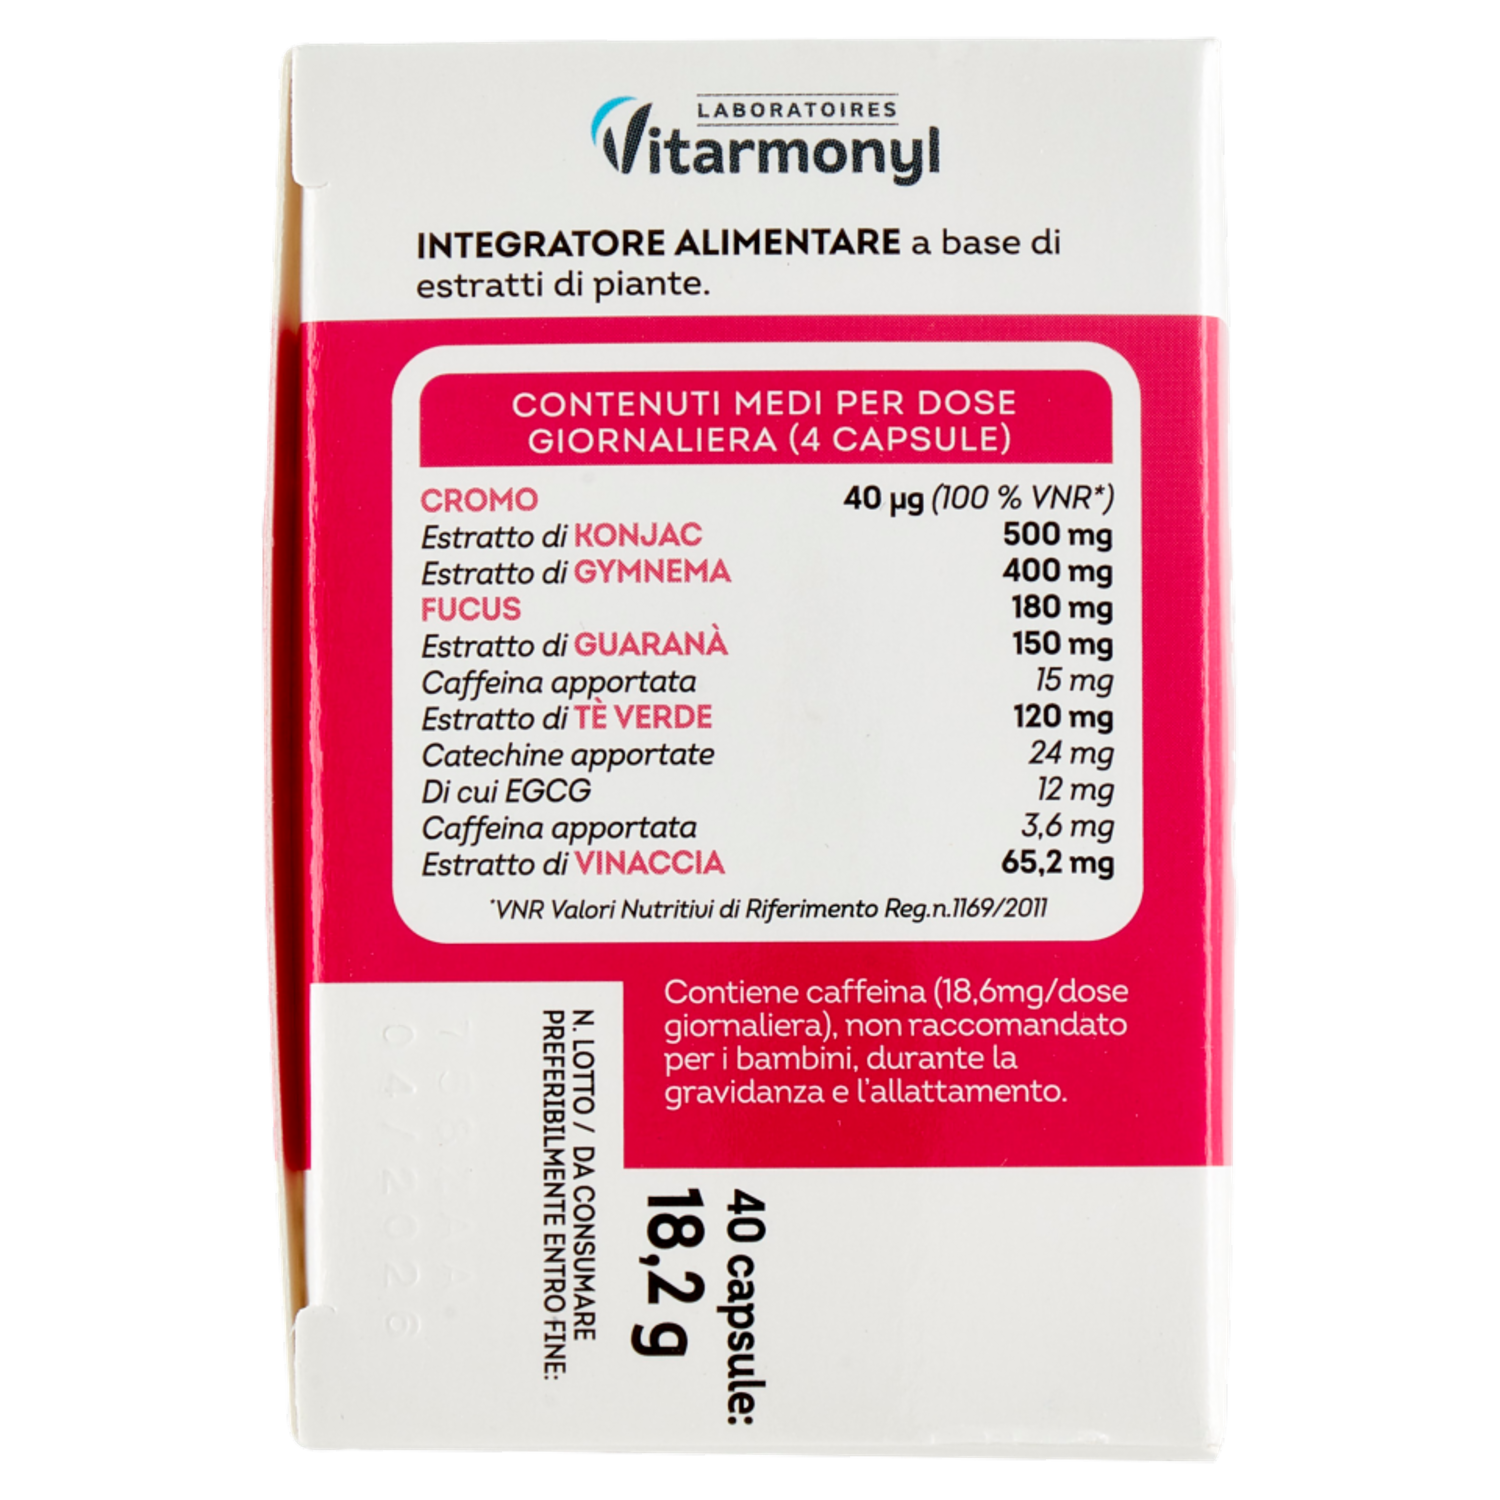 LABORATOIRES
Vitarmonyl
INTEGRATORE ALIMENTARE a base di
estratti di piante.
CONTENUTI MEDI PER DOSE
GIORNALIERA (4 CAPSULE)
CROMO 40 µg (100 % VNR*)
Estratto di KONJAC 500 mg
Estratto di GYMNEMA 400 mg
FUCUS 180 mg
Estratto di GUARANÀ 150 mg
Caffeina apportata 15 mg
Estratto di TÈ VERDE 120 mg
Catechine apportate 24 mg
Di cui EGCG 12 mg
Caffeina apportata 3,6 mg
Estratto di VINACCIA 65,2 mg
*VNR Valori Nutritivi di Riferimento Reg.n.1169/2011
Contiene caffeina (18,6mg/dose
giornaliera), non raccomandato
per i bambini, durante la
gravidanza e l'allattamento.
N. LOTTO / DA CONSUMARE
PREFERIBILMENTE ENTRO FINE:
04/2026
40 capsule:
18,2 g